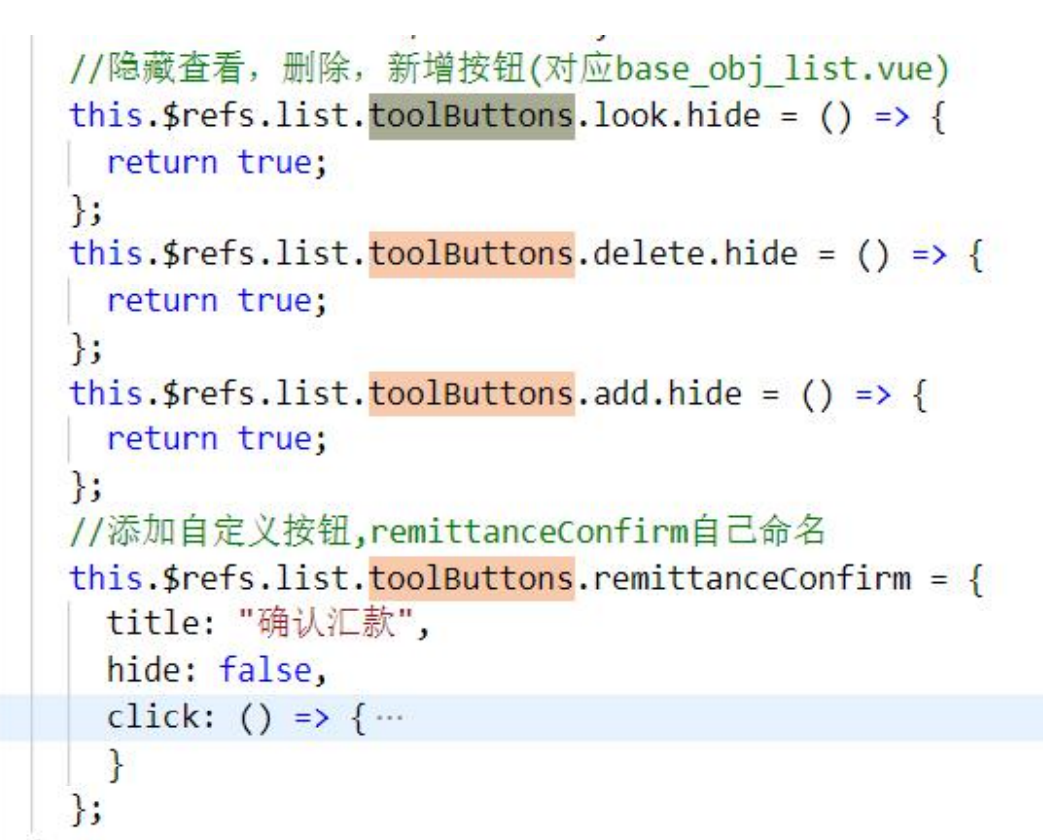 //隐藏查看，删除，新增按钮(对应base_obj_list.vue)
this.$refs.list.toolButtons.look.hide = () => {
  return true;
};
this.$refs.list.toolButtons.delete.hide = () => {
  return true;
};
this.$refs.list.toolButtons.add.hide = () => {
  return true;
};
//添加自定义按钮,remittanceConfirm自己命名
this.$refs.list.toolButtons.remittanceConfirm = {
  title: "确认汇款",
  hide: false,
  click: () => {···
  }
};